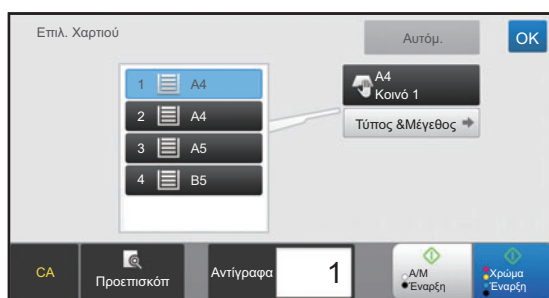 Επιλ. Χαρτιού
Αυτόμ.
OK
1 A4
2 A4
3 A5
4 B5
A4
Κοινό 1
Τύπος &Μέγεθος
CA
Προεπισκόπ
Αντίγραφα
1
Α/Μ
Έναρξη
Χρώμα
Έναρξη